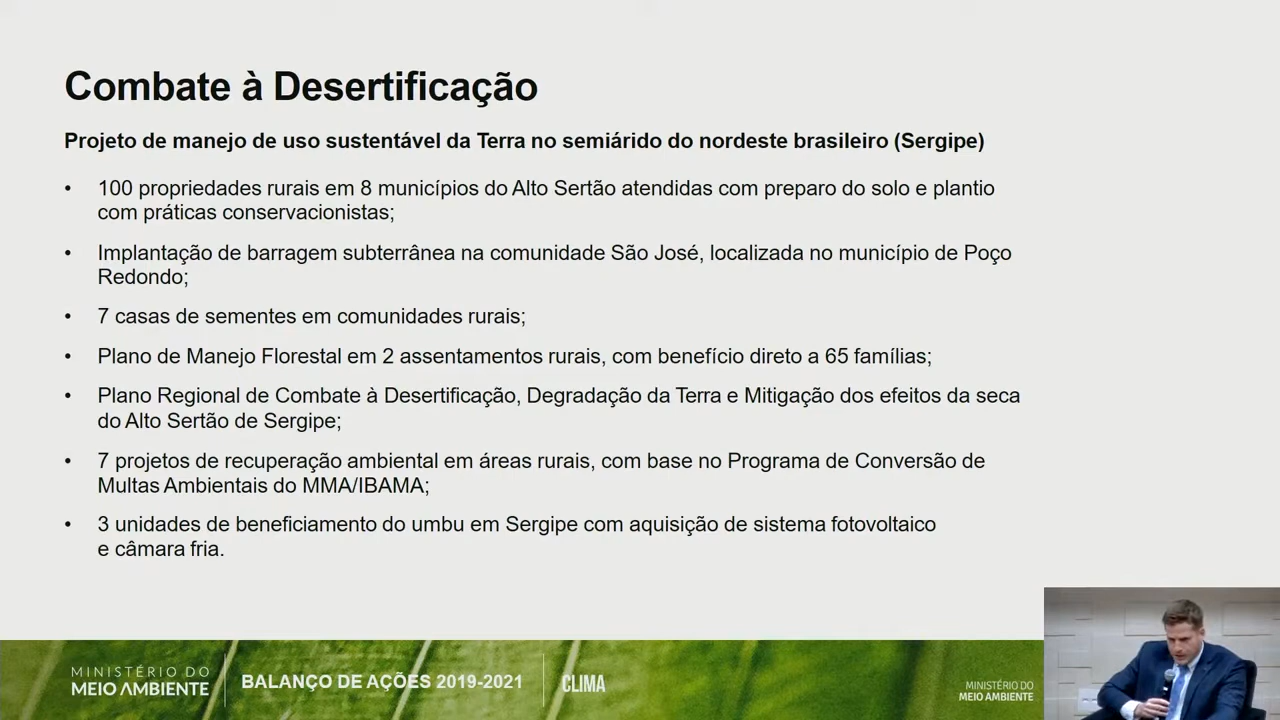 Combate à Desertificação
Projeto de manejo de uso sustentável da Terra no semiárido do nordeste brasileiro (Sergipe)
• 100 propriedades rurais em 8 municípios do Alto Sertão atendidas com preparo do solo e plantio
com práticas conservacionistas;
• Implantação de barragem subterrânea na comunidade São José, localizada no município de Poço
Redondo;
• 7 casas de sementes em comunidades rurais;
• Plano de Manejo Florestal em 2 assentamentos rurais, com benefício direto a 65 famílias;
• Plano Regional de Combate à Desertificação, Degradação da Terra e Mitigação dos efeitos da seca
do Alto Sertão de Sergipe;
• 7 projetos de recuperação ambiental em áreas rurais, com base no Programa de Conversão de
Multas Ambientais do MMA/IBAMA;
• 3 unidades de beneficiamento do umbu em Sergipe com aquisição de sistema fotovoltaico
e câmara fria.
MINISTÉRIO DO
MEIO AMBIENTE
BALANÇO DE AÇÕES 2019-2021
CLIMA
MINISTÉRIO DO
MEIO AMBIENTE